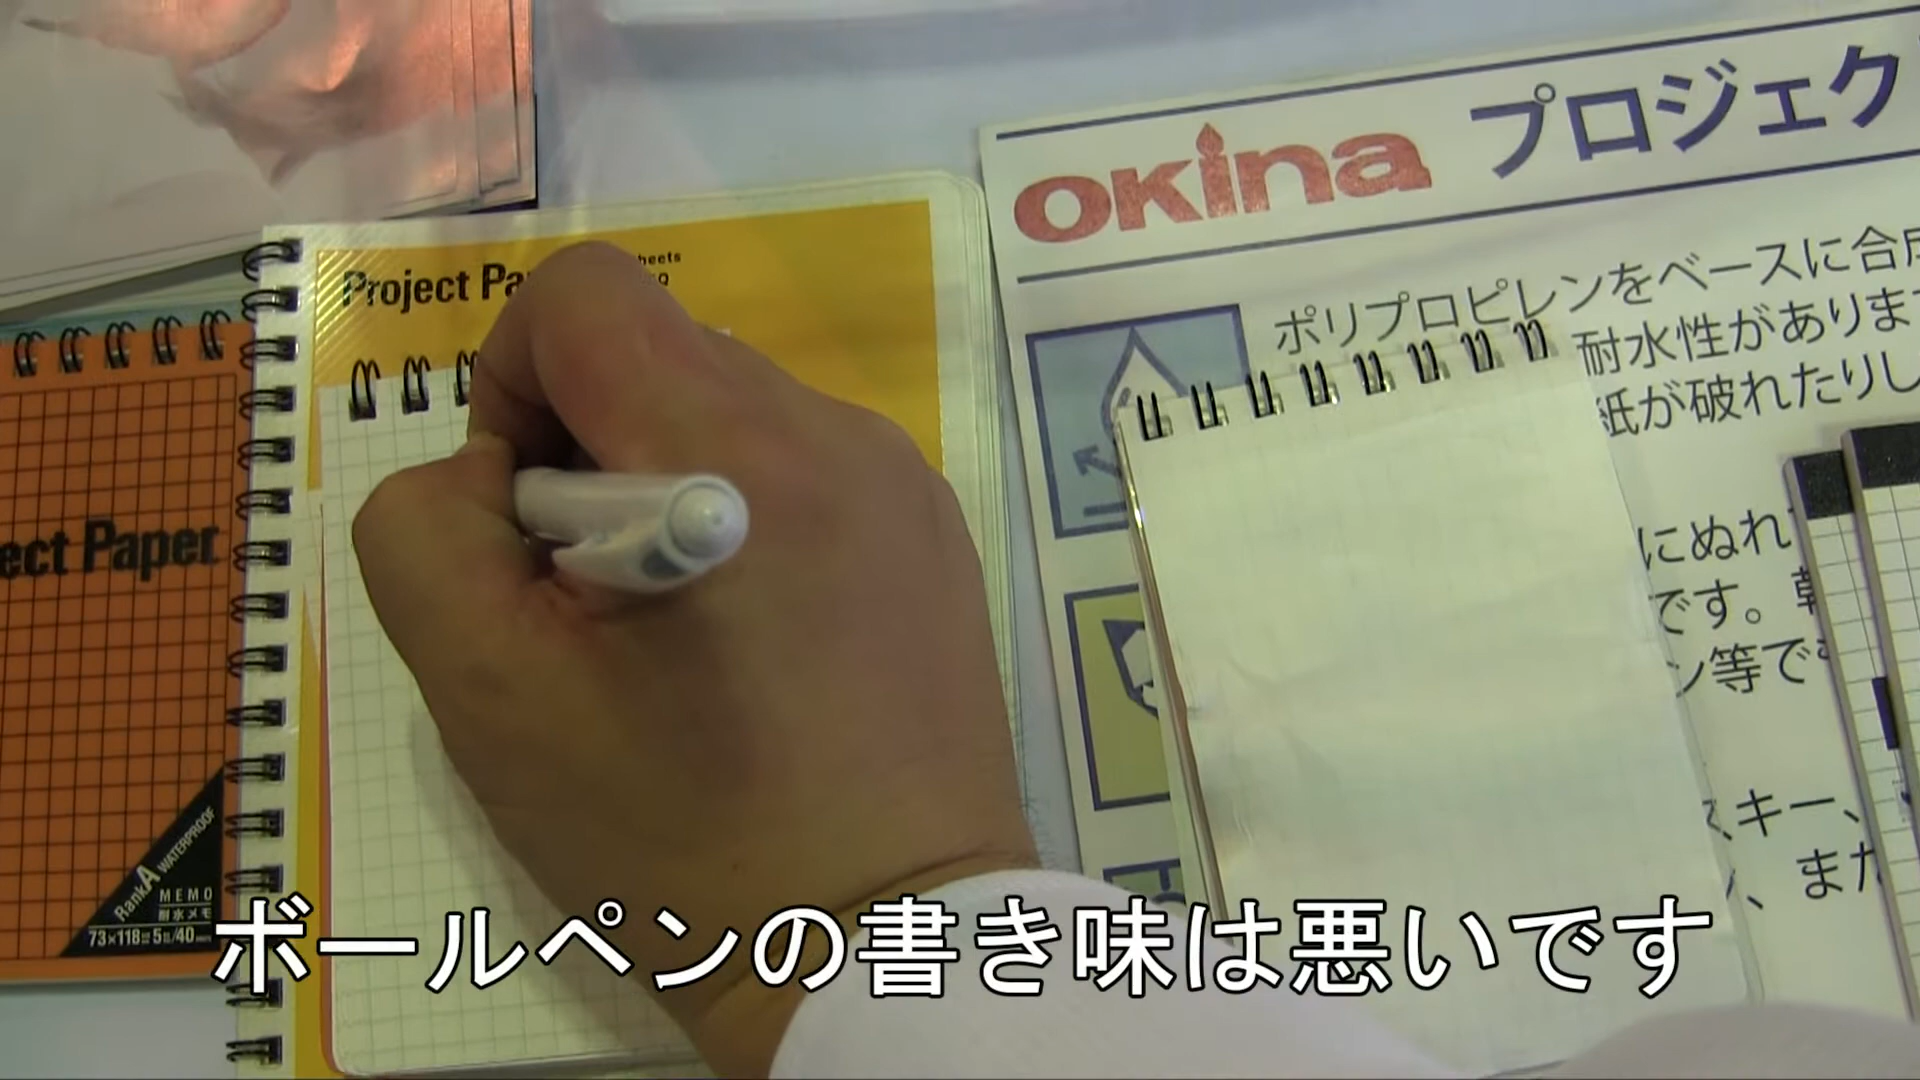 okina プロジェク
Project Pa
ポリプロピレンをベースに合成
耐水性がありま
紙が破れたりし
ect Paper
にぬれ
です。
ン等で
キー、
また
RankA WATERPROOF
MEMO
耐水メモ
73×118 5 /40
ボールペンの書き味は悪いです